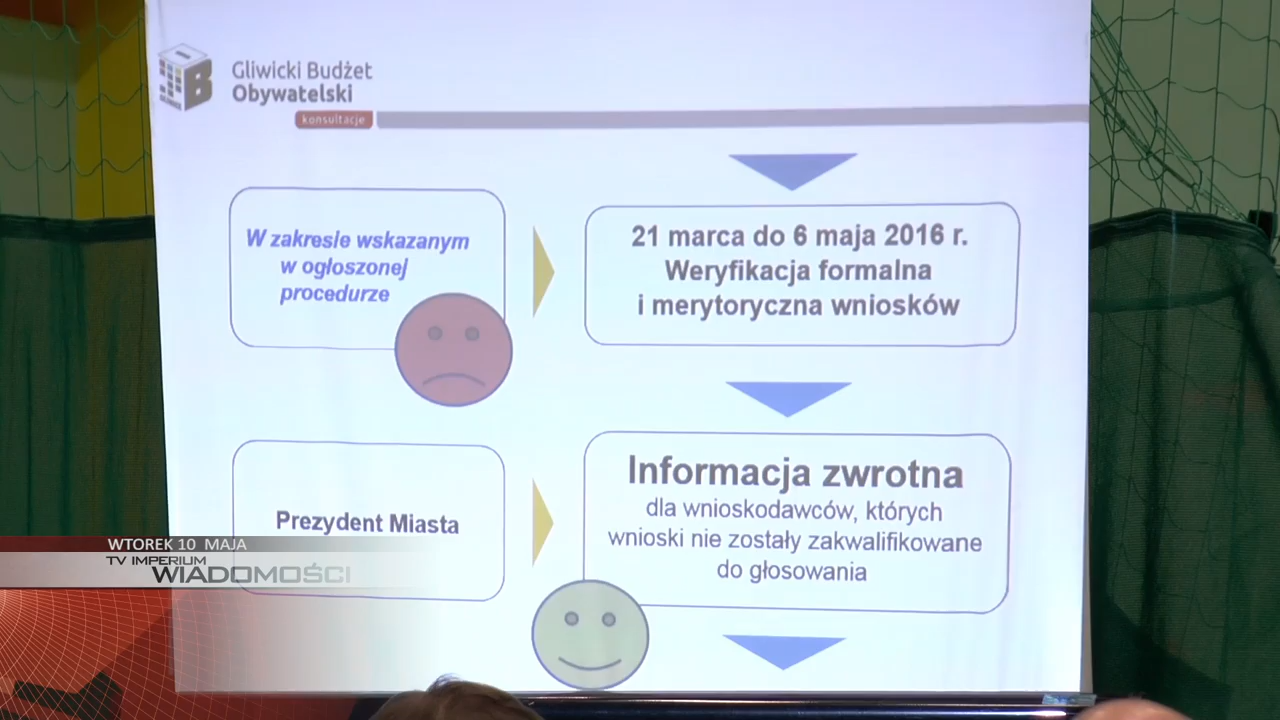 Gliwicki Budżet
Obywatelski
konsultacje
W zakresie wskazanym
w ogłoszonej
procedurze
21 marca do 6 maja 2016 r.
Weryfikacja formalna
i merytoryczna wniosków
Prezydent Miasta
Informacja zwrotna
dla wnioskodawców, których
wnioski nie zostały zakwalifikowane
do głosowania
WTOREK 10 MAJA
TV IMPERIUM
WIADOMOŚCI